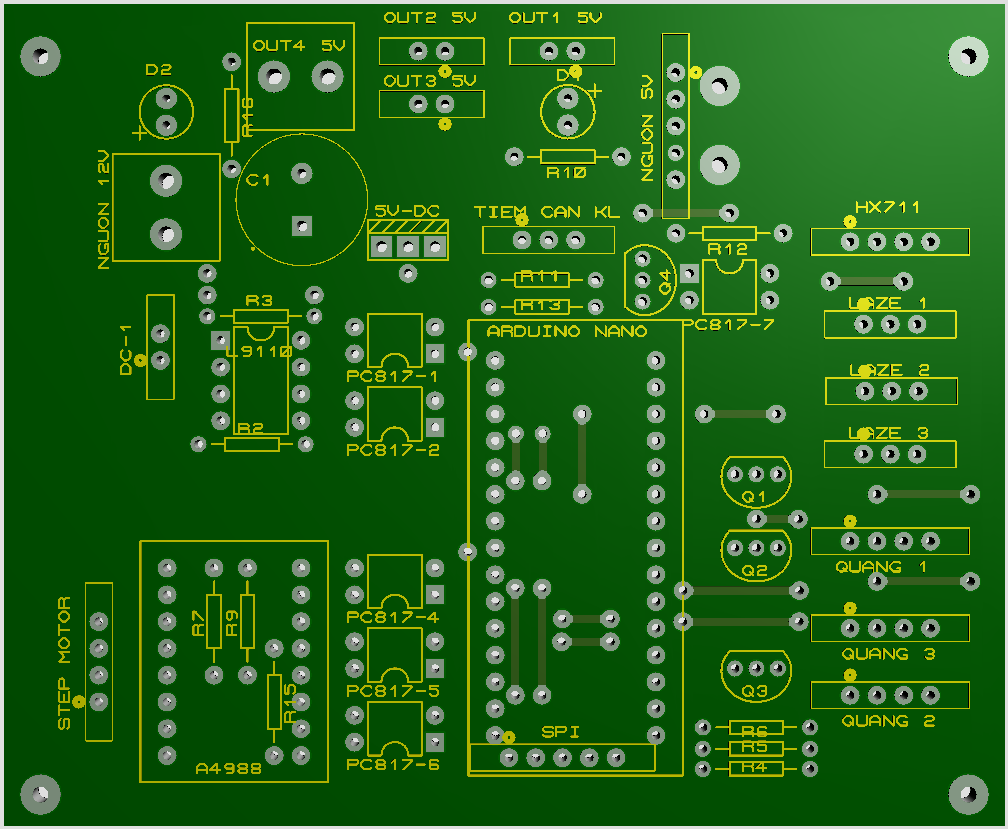 OUT2 5V
OUT1 5V
OUT4 5V
D2
OUT3 5V
R16
NGUON 5V
NGUON 12V
R10
C1
5V-DC
TIEM CAN KL
HX711
R12
R11
Q4
R13
R3
LAZE 1
PC817-7
ARDUINO NANO
DC-1
L9110
PC817-1
LAZE 2
R2
LAZE 3
PC817-2
Q1
QUANG 1
Q2
PC817-4
R7
R9
STEP MOTOR
QUANG 3
PC817-5
Q3
R15
QUANG 2
SPI
R6
R5
A4988
PC817-6
R4